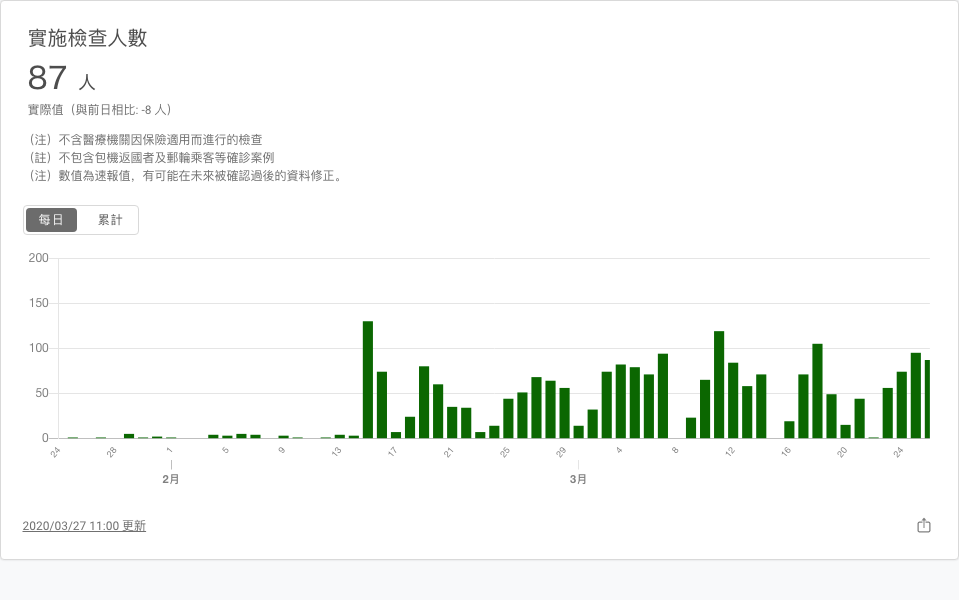 實施檢查人數
87 人
實際值（與前日相比: -8 人）
（注）不含醫療機關因保險適用而進行的檢查
（註）不包含包機返國者及郵輪乘客等確診案例
（注）數值為速報值，有可能在未來被確認過後的資料修正。
每日 累計
200
150
100
50
0
24 28 1 5 9 13 17 21 25 29 4 8 12 16 20 24
2月 3月
2020/03/27 11:00 更新